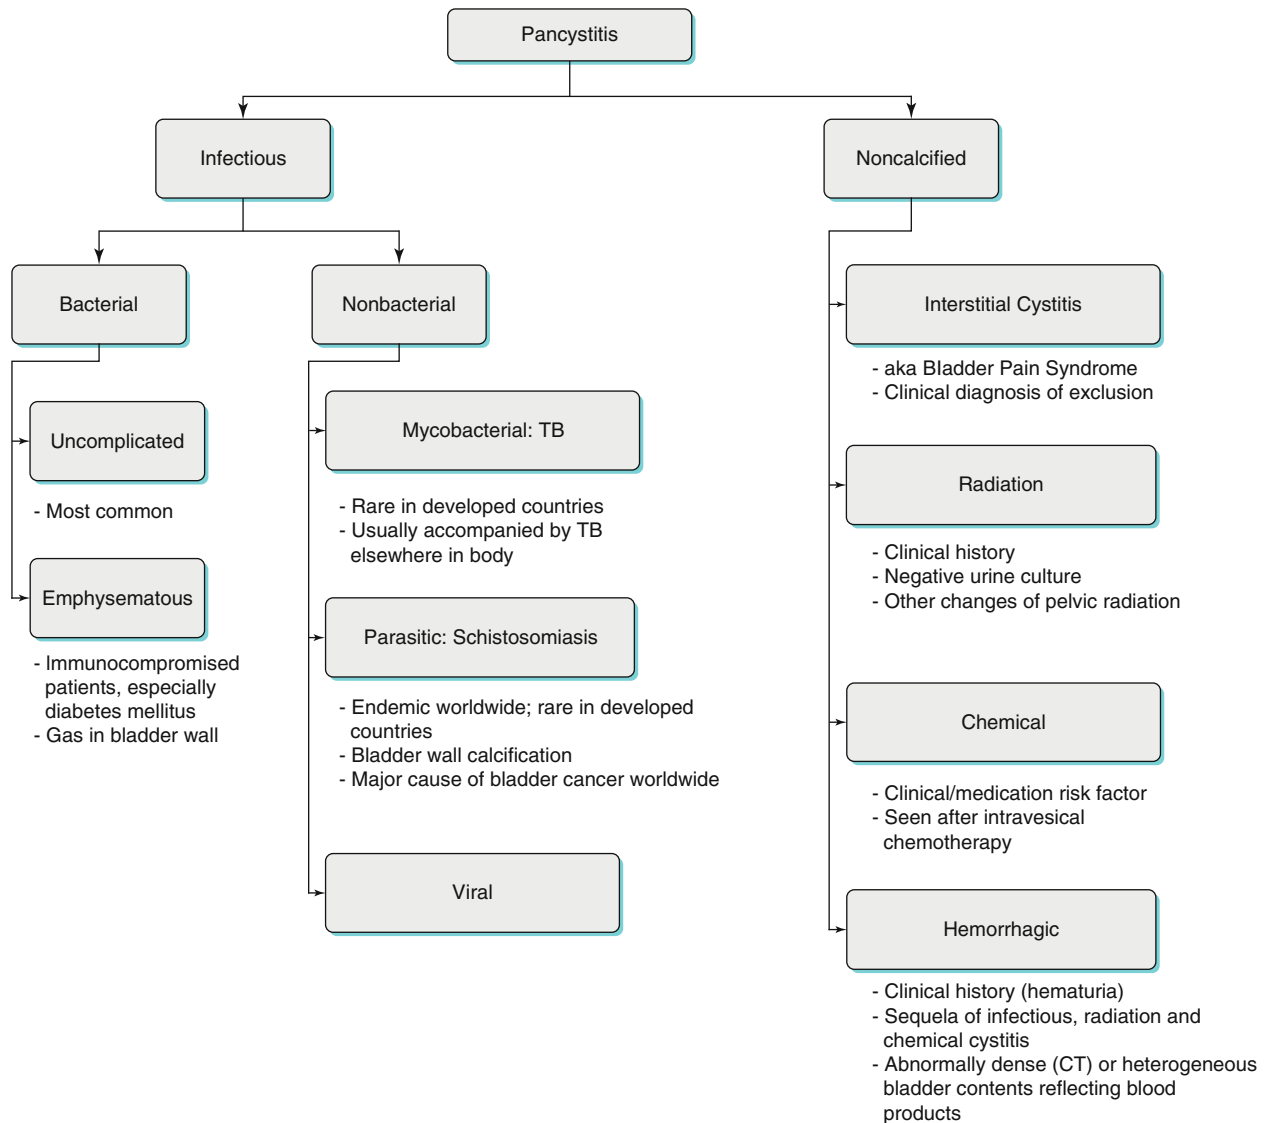 Pancystitis
Infectious
Noncalcified
Bacterial
Nonbacterial
Interstitial Cystitis
- aka Bladder Pain Syndrome
- Clinical diagnosis of exclusion
Uncomplicated
- Most common
Mycobacterial: TB
- Rare in developed countries
- Usually accompanied by TB
elsewhere in body
Radiation
- Clinical history
- Negative urine culture
- Other changes of pelvic radiation
Emphysematous
- Immunocompromised
patients, especially
diabetes mellitus
- Gas in bladder wall
Parasitic: Schistosomiasis
- Endemic worldwide; rare in developed
countries
- Bladder wall calcification
- Major cause of bladder cancer worldwide
Chemical
- Clinical/medication risk factor
- Seen after intravesical
chemotherapy
Viral
Hemorrhagic
- Clinical history (hematuria)
- Sequela of infectious, radiation and
chemical cystitis
- Abnormally dense (CT) or heterogeneous
bladder contents reflecting blood
products